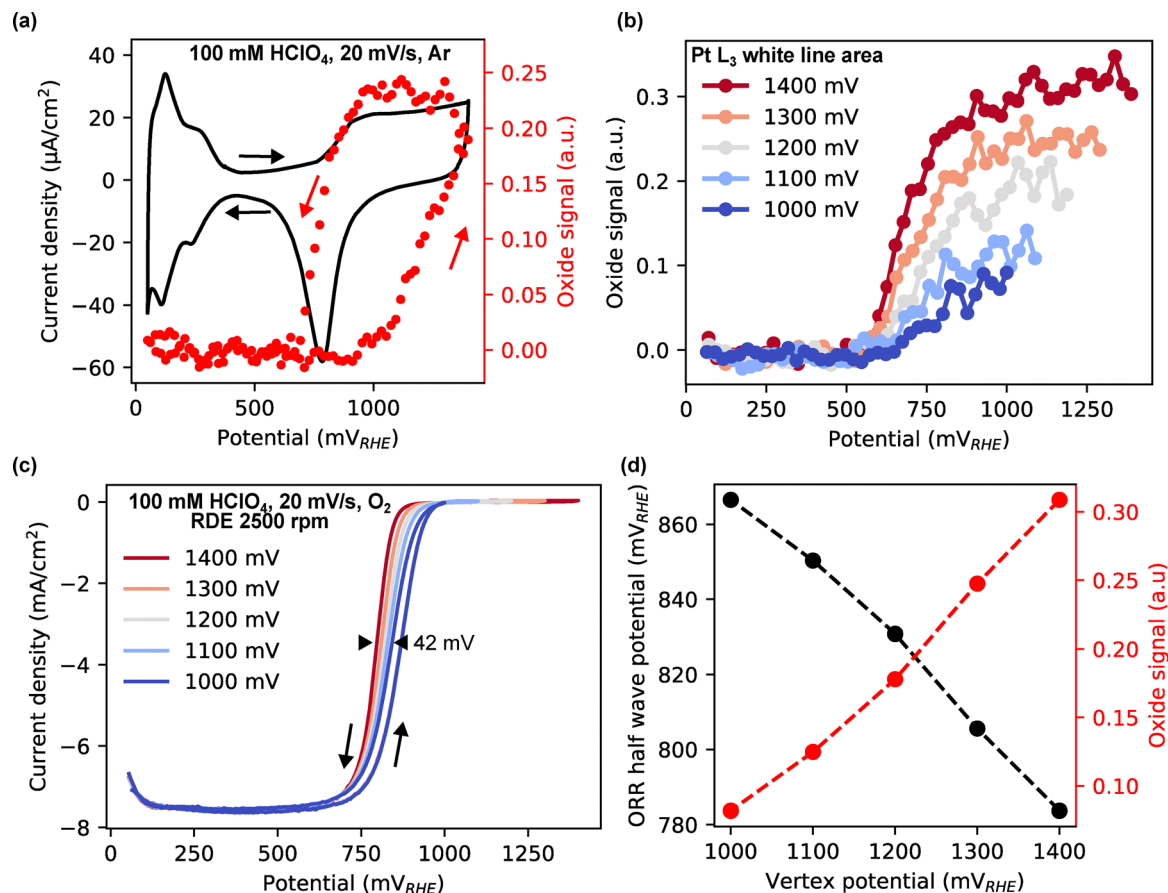 (a)
100 mM HClO4, 20 mV/s, Ar
40
20
0
−20
−40
−60
Current density (µA/cm²)
0.25
0.20
0.15
0.10
0.05
0.00
Oxide signal (a.u.)
0
500
1000
Potential (mVRHE)
(b)
Pt L3 white line area
1400 mV
1300 mV
1200 mV
1100 mV
1000 mV
0.3
0.2
0.1
0.0
Oxide signal (a.u.)
0
250
500
750
1000
1250
Potential (mVRHE)
(c)
100 mM HClO4, 20 mV/s, O2
RDE 2500 rpm
1400 mV
1300 mV
1200 mV
1100 mV
1000 mV
42 mV
0
−2
−4
−6
−8
Current density (mA/cm²)
0
250
500
750
1000
1250
Potential (mVRHE)
(d)
860
840
820
800
780
ORR half wave potential (mVRHE)
0.30
0.25
0.20
0.15
0.10
Oxide signal (a.u)
1000
1100
1200
1300
1400
Vertex potential (mVRHE)